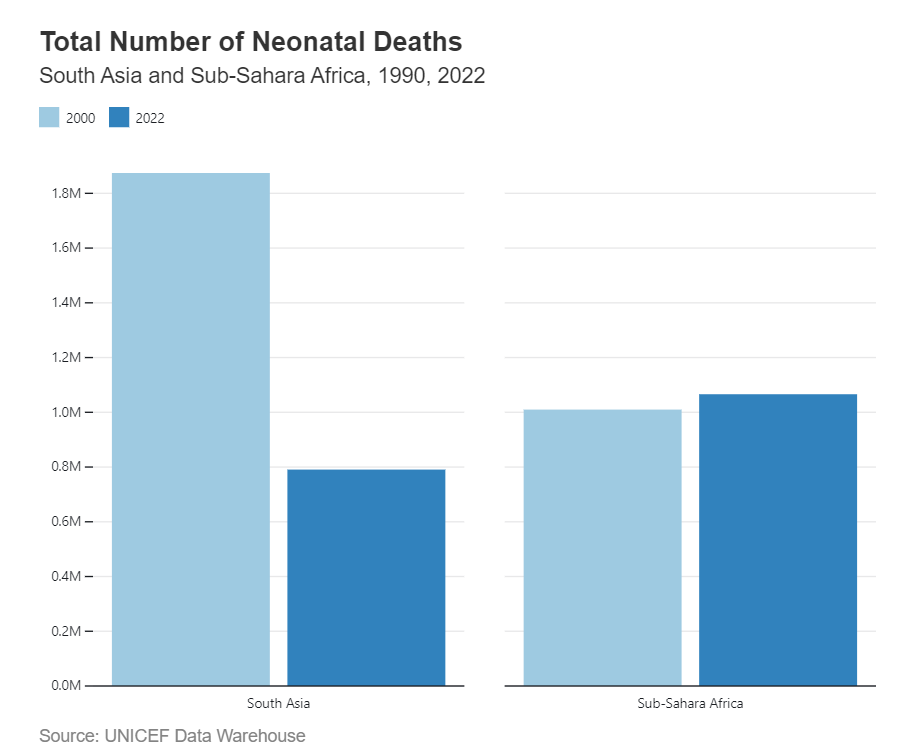 Total Number of Neonatal Deaths
South Asia and Sub-Sahara Africa, 1990, 2022
2000 2022
1.8M
1.6M
1.4M
1.2M
1.0M
0.8M
0.6M
0.4M
0.2M
0.0M
South Asia Sub-Sahara Africa
Source: UNICEF Data Warehouse